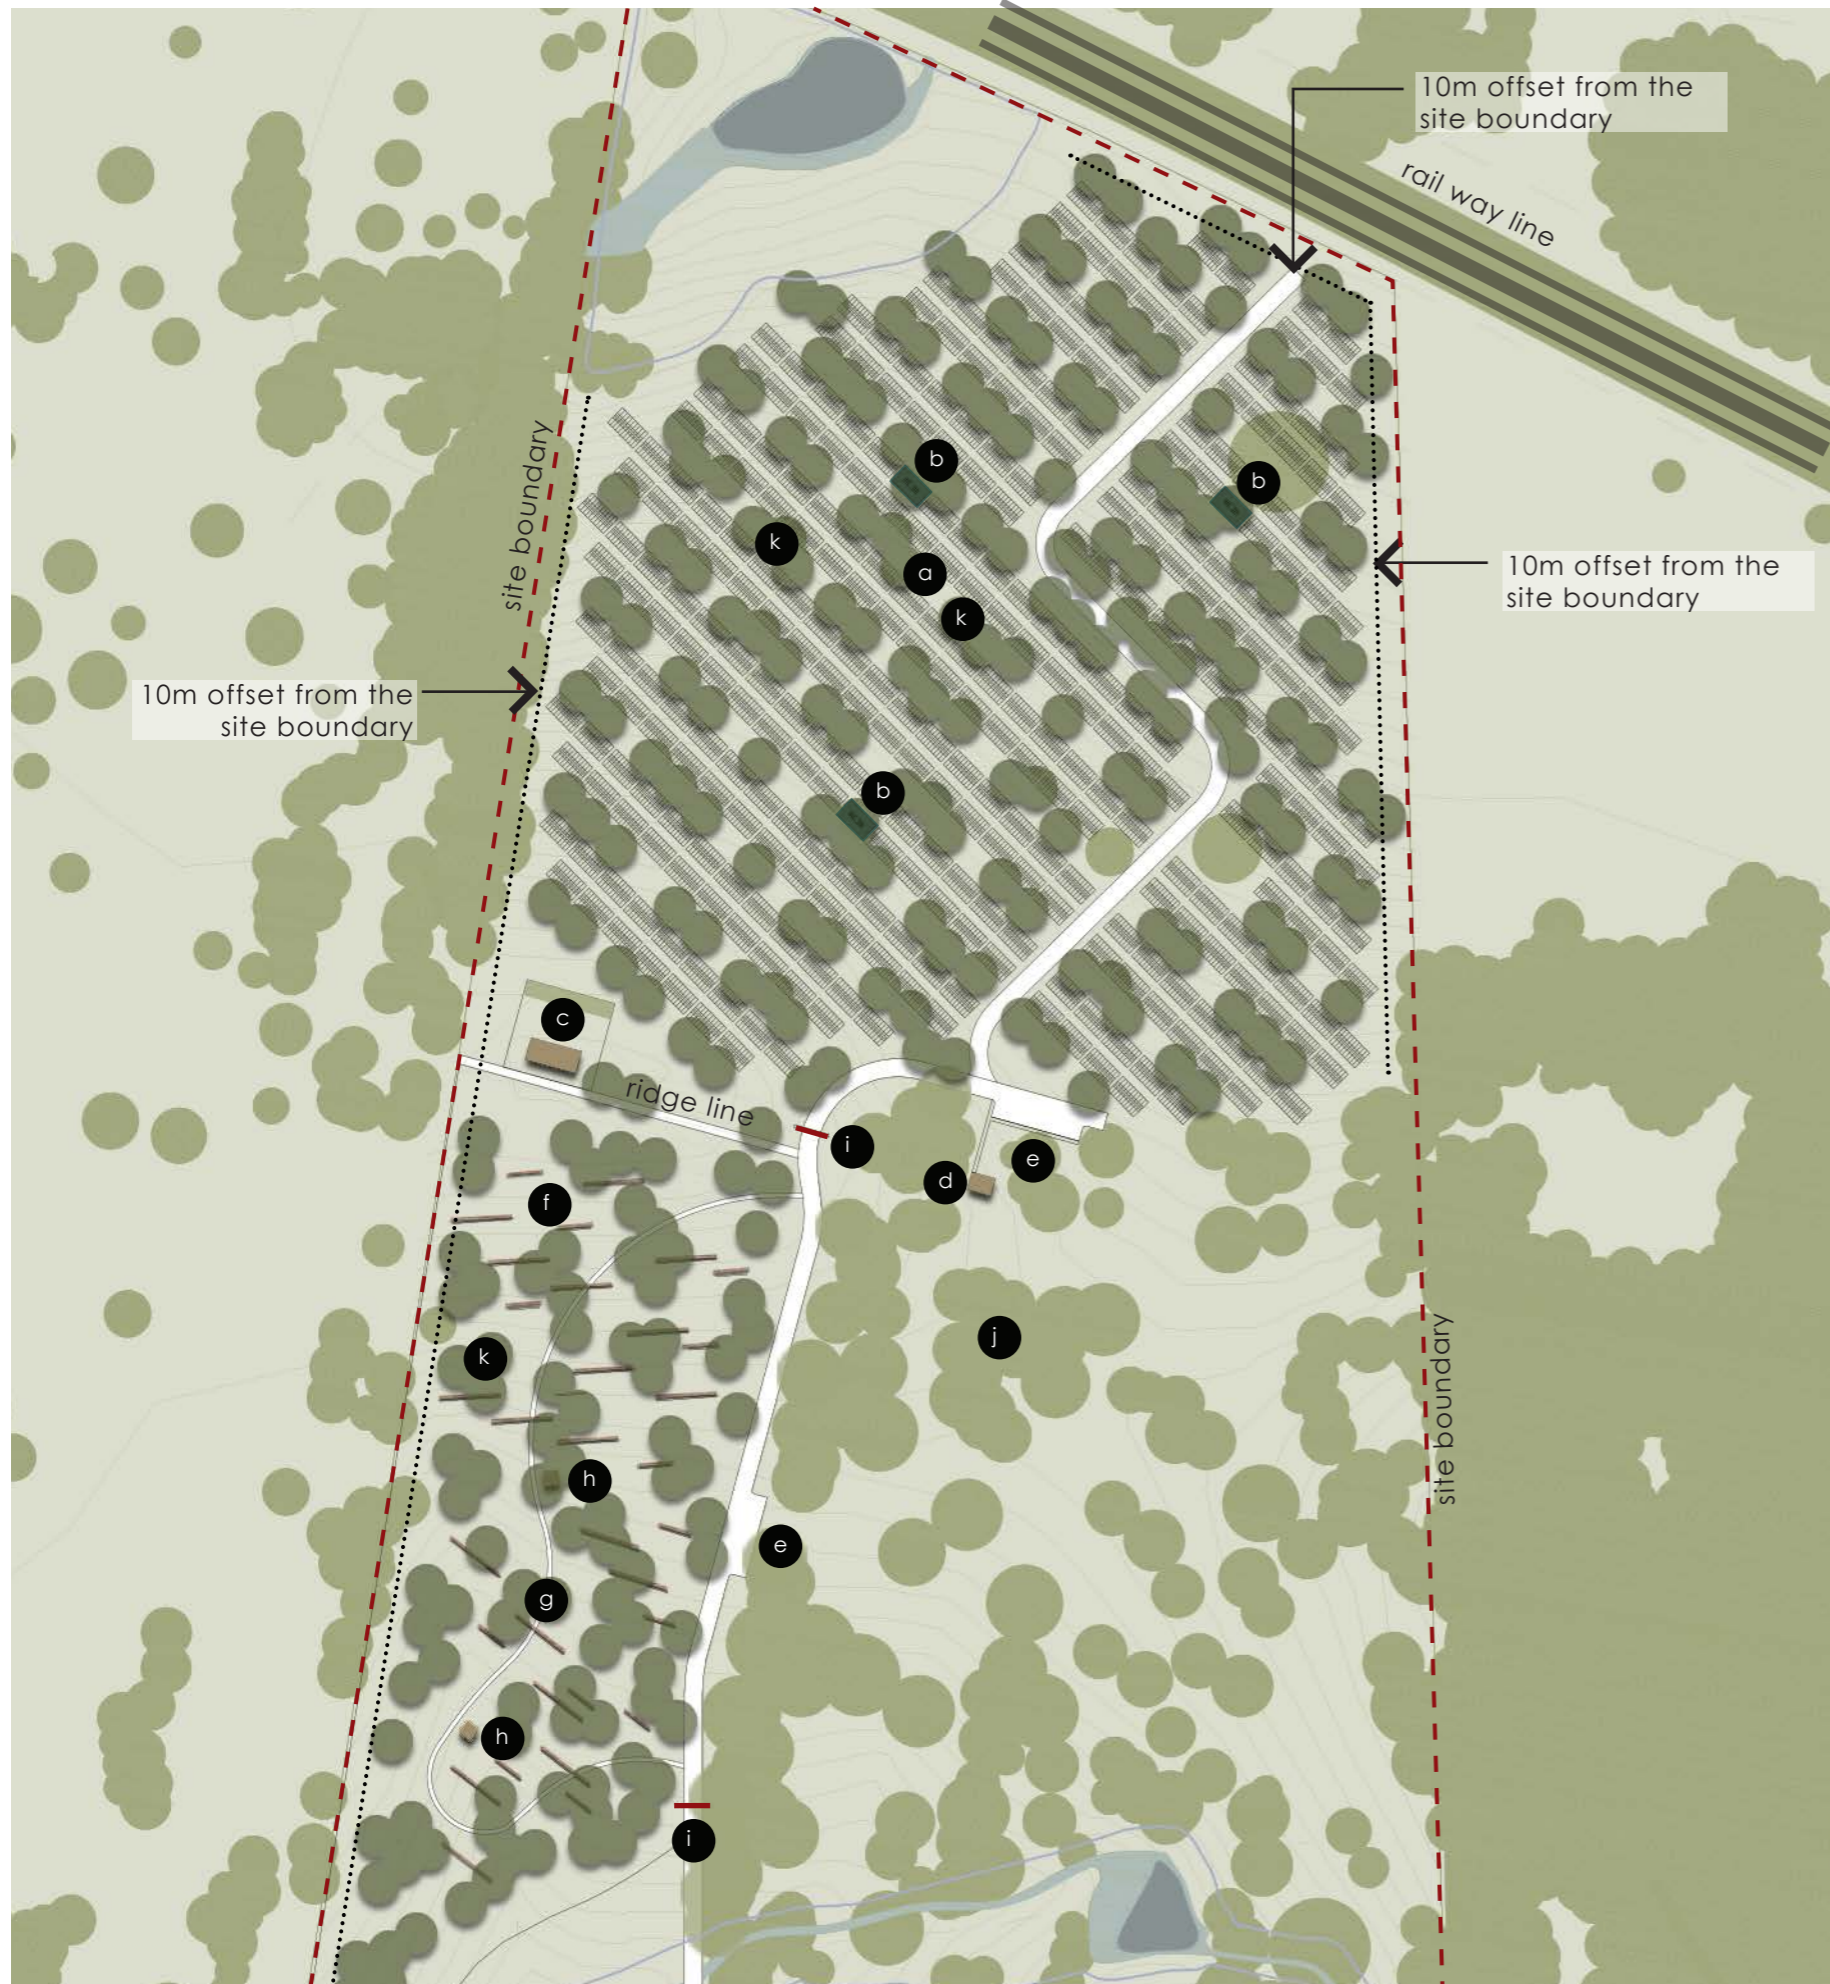 10m offset from the
site boundary
rail way line
site boundary
b
b
k
a
k
10m offset from the
site boundary
10m offset from the
site boundary
b
c
ridge line
i
e
d
f
j
k
site boundary
h
e
g
h
i